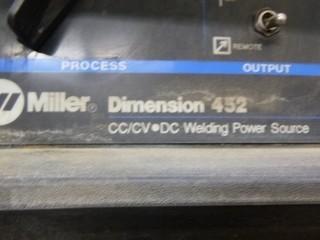 REMOTE
PROCESS OUTPUT
Miller® Dimension 452
CC/CV•DC Welding Power Source